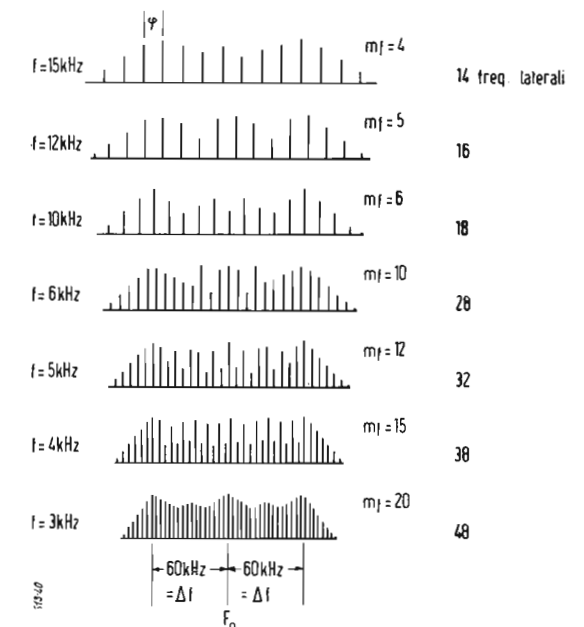 φ
f=15kHz mf=4 14 freq. laterali
f=12kHz mf=5 16
f=10kHz mf=6 18
f=6kHz mf=10 28
f=5kHz mf=12 32
f=4kHz mf=15 38
f=3kHz mf=20 48
60kHz 60kHz
=Δf =Δf
F₀